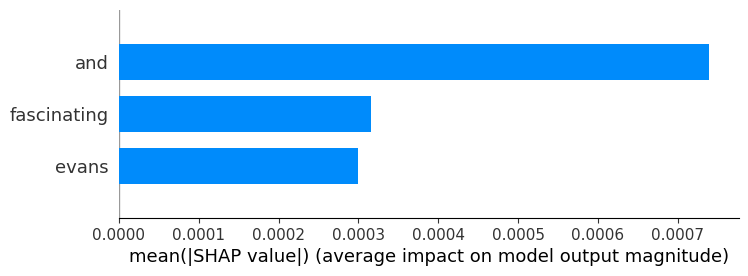 and
fascinating
evans
0.0000 0.0001 0.0002 0.0003 0.0004 0.0005 0.0006 0.0007
mean(|SHAP value|) (average impact on model output magnitude)